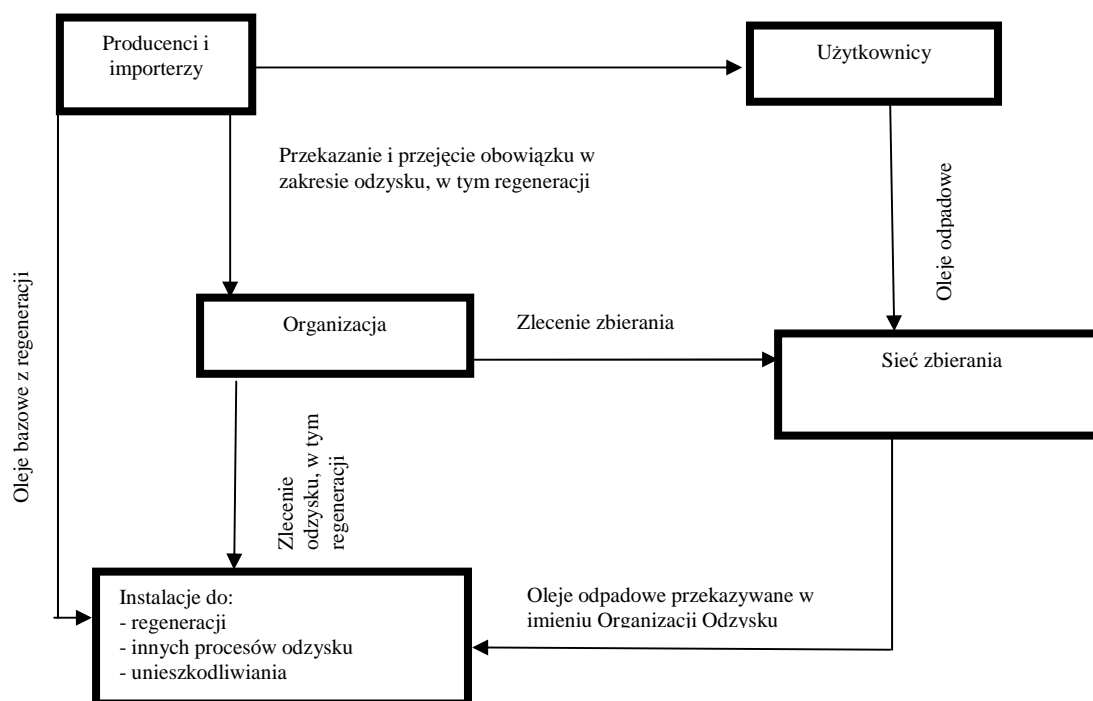 Producenci i
importerzy
Użytkownicy
Przekazanie i przejęcie obowiązku w
zakresie odzysku, w tym regeneracji
Oleje odpadowe
Oleje bazowe z regeneracji
Organizacja
Zlecenie zbierania
Sieć zbierania
Zlecenie
odzysku, w tym
regeneracji
Instalacje do:
- regeneracji
- innych procesów odzysku
- unieszkodliwiania
Oleje odpadowe przekazywane w
imieniu Organizacji Odzysku